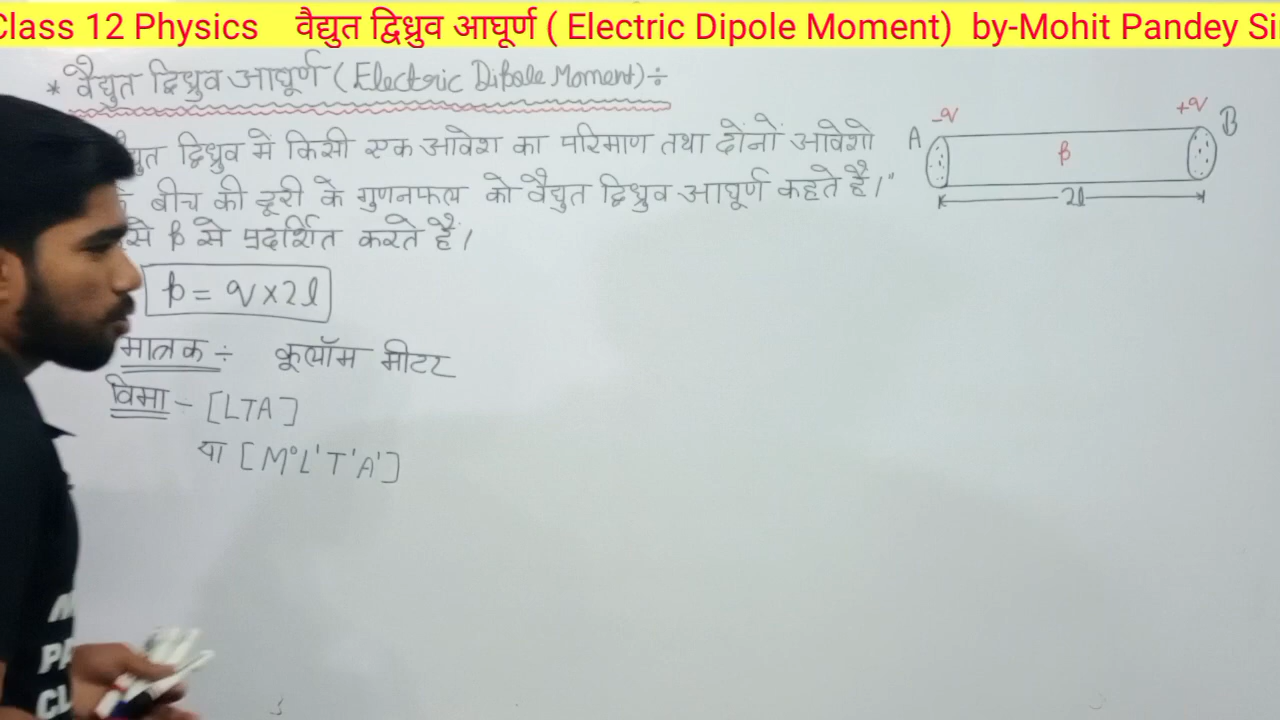 Class 12 Physics वैद्युत द्विध्रुव आघूर्ण ( Electric Dipole Moment) by-Mohit Pandey Si
* वैद्युत द्विध्रुव आघूर्ण (Electric Dipole Moment) ÷
द्विध्रुव में किसी एक आवेश का परिमाण तथा दोनों आवेशो
बीच की दूरी के गुणनफल को वैद्युत द्विध्रुव आघूर्ण कहते है।"
से p से प्रदर्शित करते हैं।
p = q × 2l
मात्रक ÷ कूलॉम मीटर
विमा - [LTA]
या [M⁰L¹T¹A¹]
A -q p +q B
2l